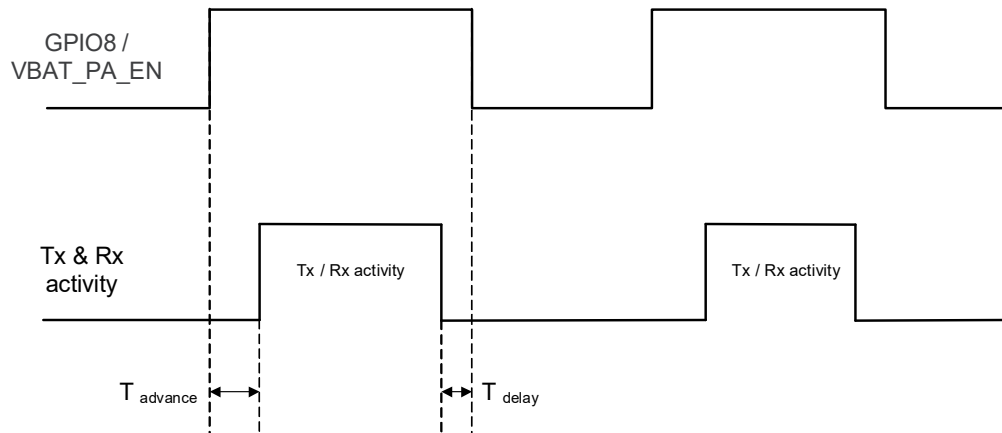 GPIO8 /
VBAT_PA_EN
Tx & Rx
activity
Tx / Rx activity
Tx / Rx activity
T advance
T delay